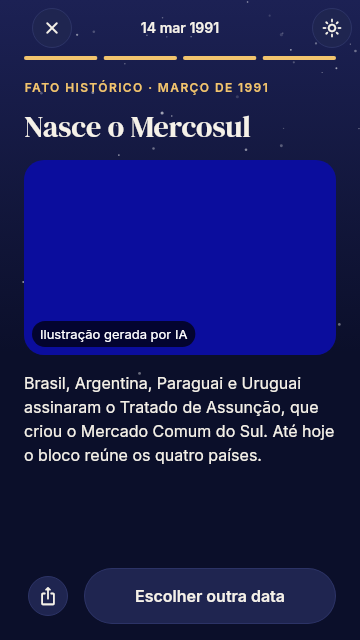 14 mar 1991
FATO HISTÓRICO · MARÇO DE 1991
Nasce o Mercosul
Ilustração gerada por IA
Brasil, Argentina, Paraguai e Uruguai
assinaram o Tratado de Assunção, que
criou o Mercado Comum do Sul. Até hoje
o bloco reúne os quatro países.
Escolher outra data